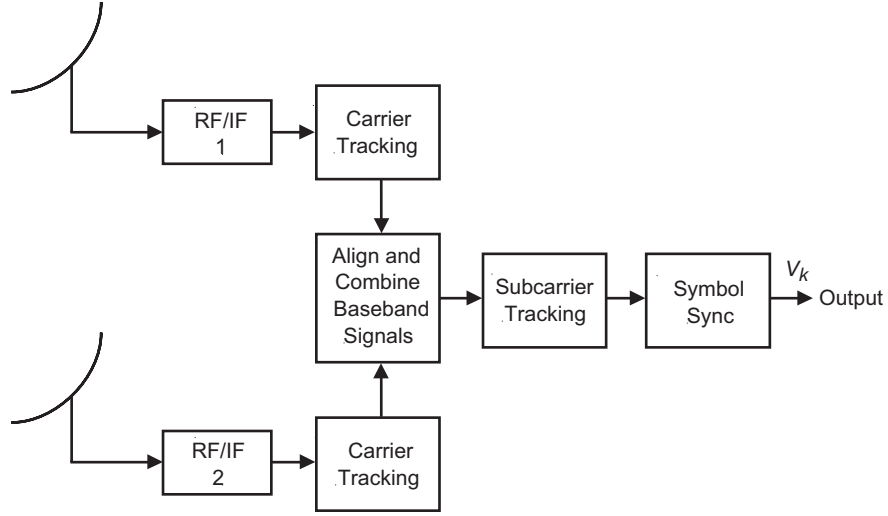 RF/IF
1
Carrier
Tracking
Align and
Combine
Baseband
Signals
Subcarrier
Tracking
Symbol
Sync
Vk
Output
RF/IF
2
Carrier
Tracking